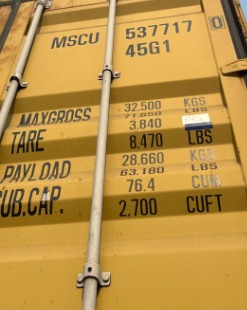 MSCU 537717 0
45G1
MAXGROSS 32.500 KGS
71.650 LBS
TARE 3.840
8.470 LBS
PAYLOAD 28.660 KGS
63.180 LBS
CUB.CAP. 76.4 CUM
2.700 CUFT